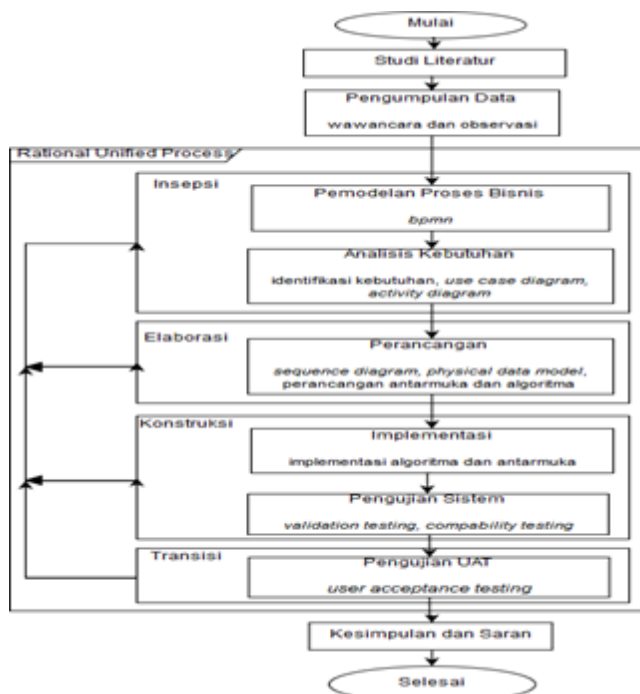 Mulai
Studi Literatur
Pengumpulan Data
wawancara dan observasi
Rational Unified Process
Insepsi
Pemodelan Proses Bisnis
bpmn
Analisis Kebutuhan
identifikasi kebutuhan, use case diagram,
activity diagram
Elaborasi
Perancangan
sequence diagram, physical data model,
perancangan antarmuka dan algoritma
Konstruksi
Implementasi
implementasi algoritma dan antarmuka
Pengujian Sistem
validation testing, compability testing
Transisi
Pengujian UAT
user acceptance testing
Kesimpulan dan Saran
Selesai